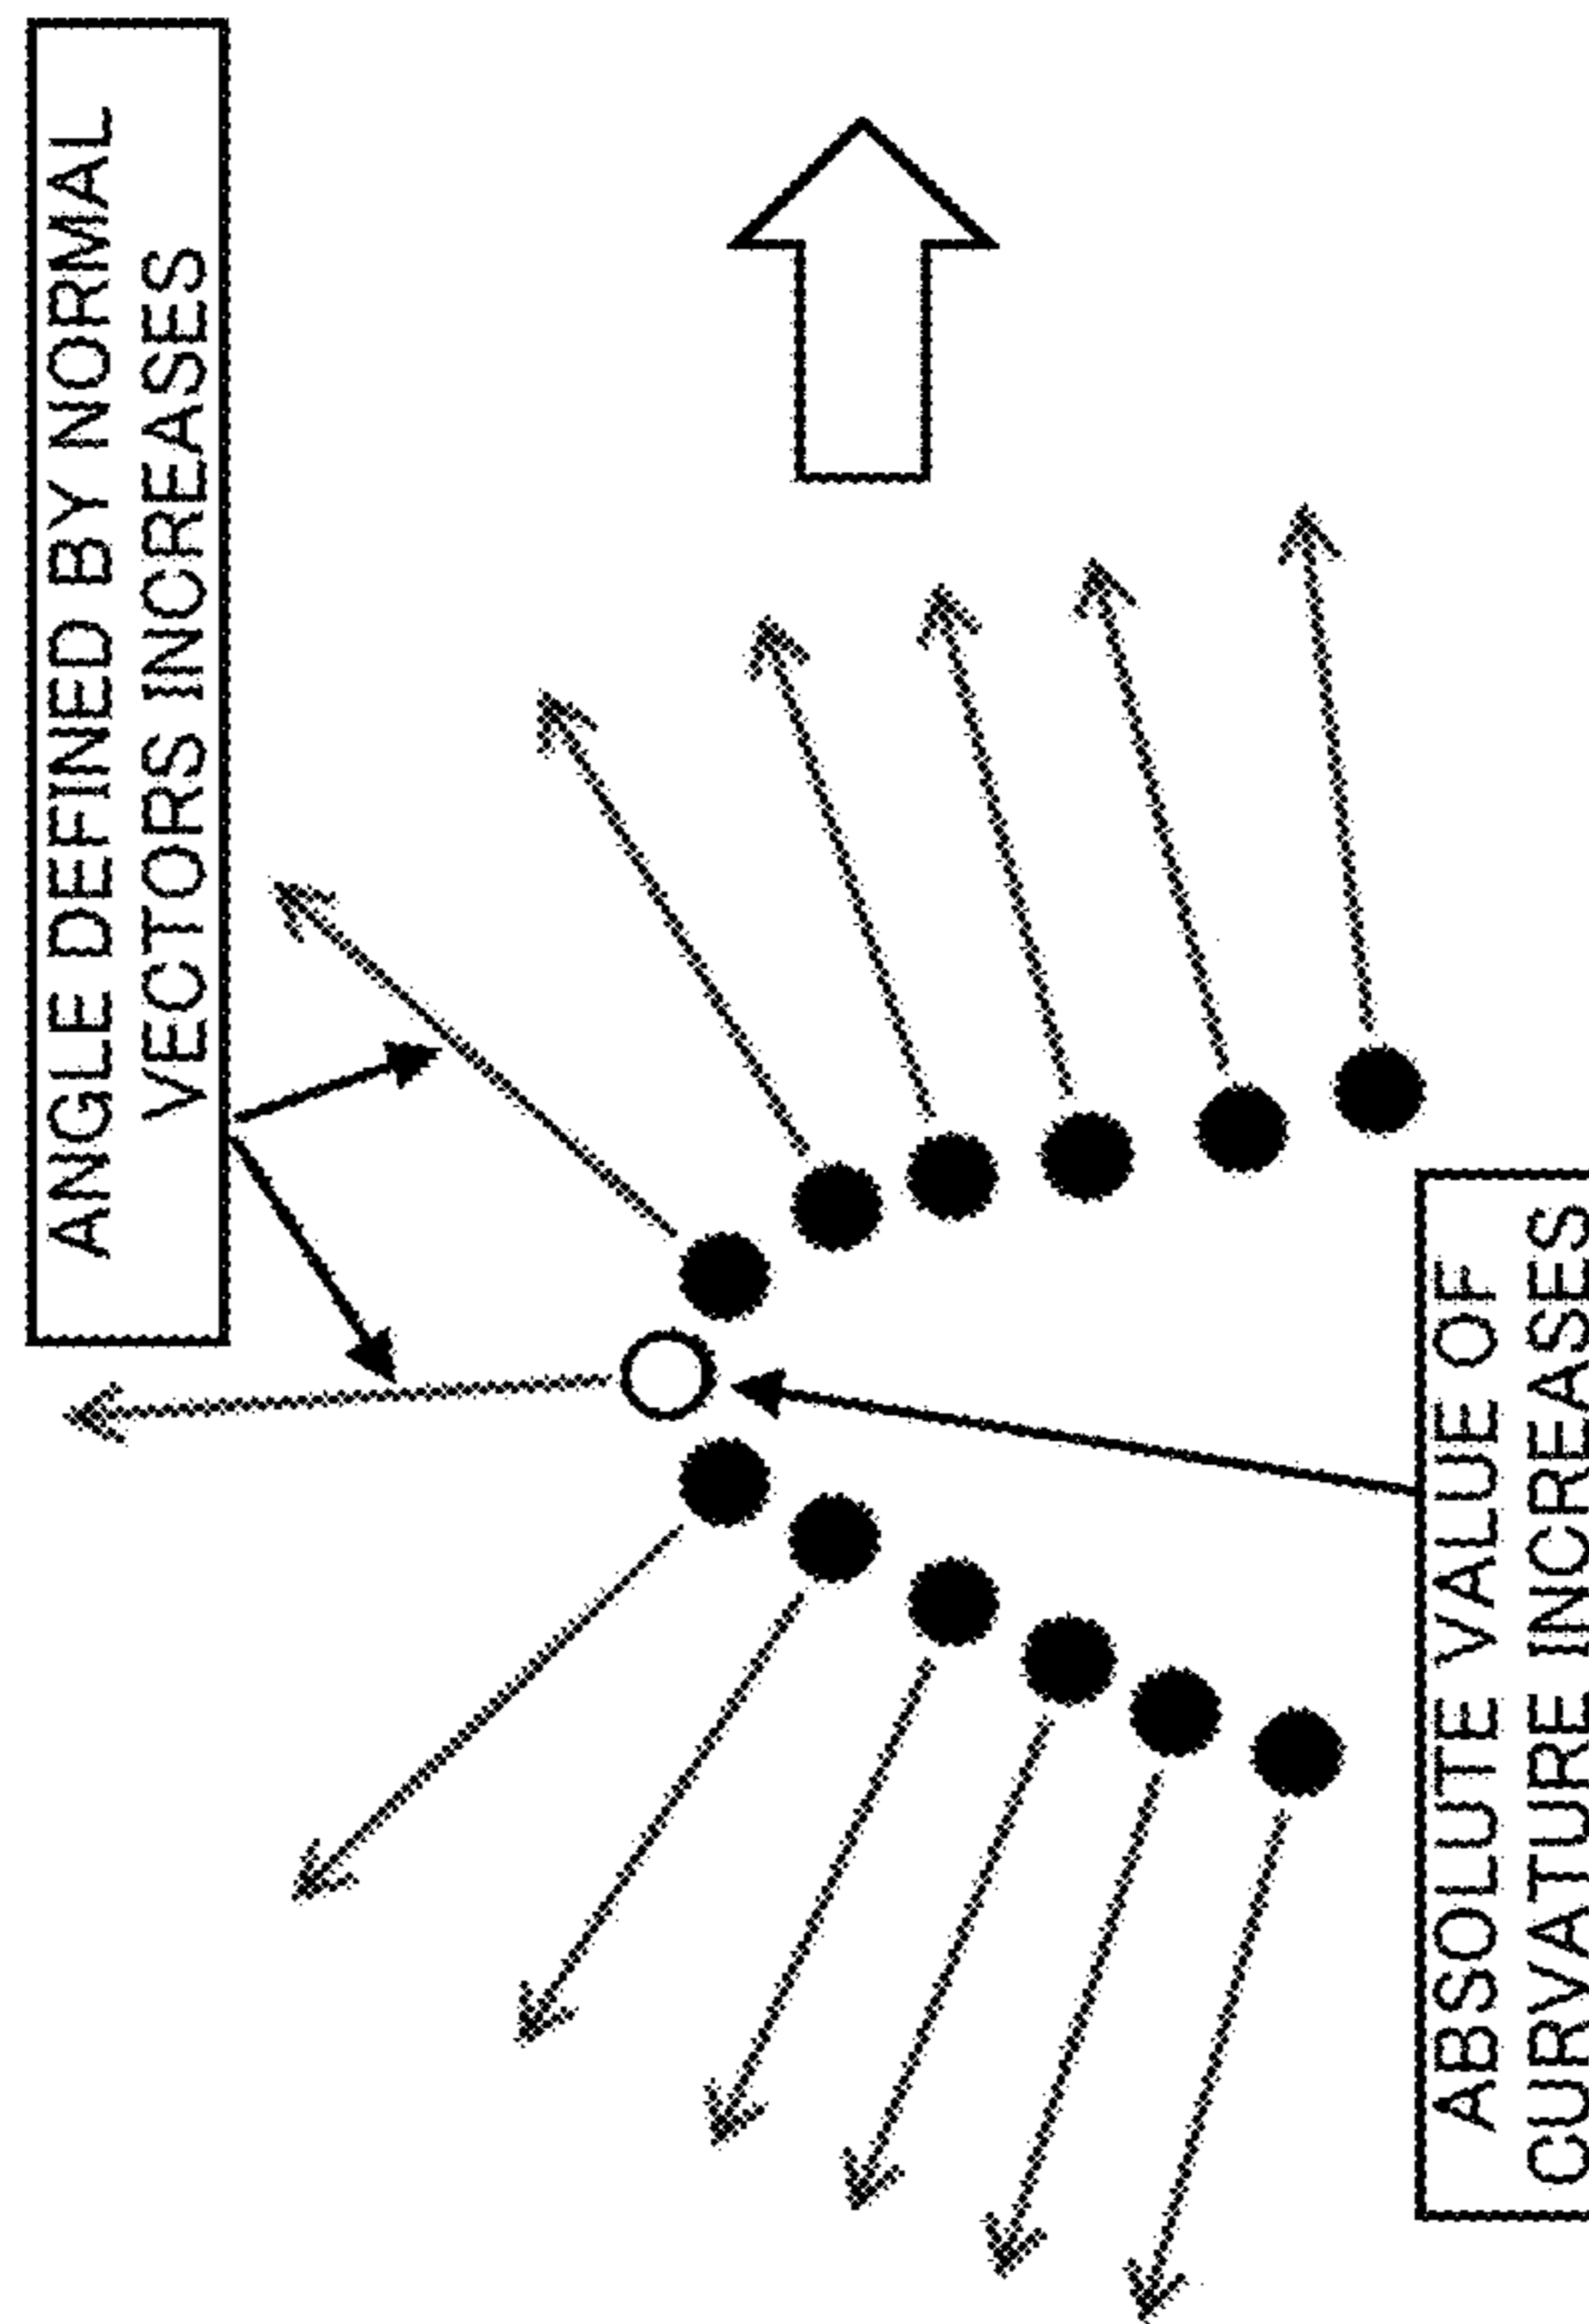 ANGLE DEFINED BY NORMAL
VECTORS INCREASES
ABSOLUTE VALUE OF
CURVATURE INCREASES